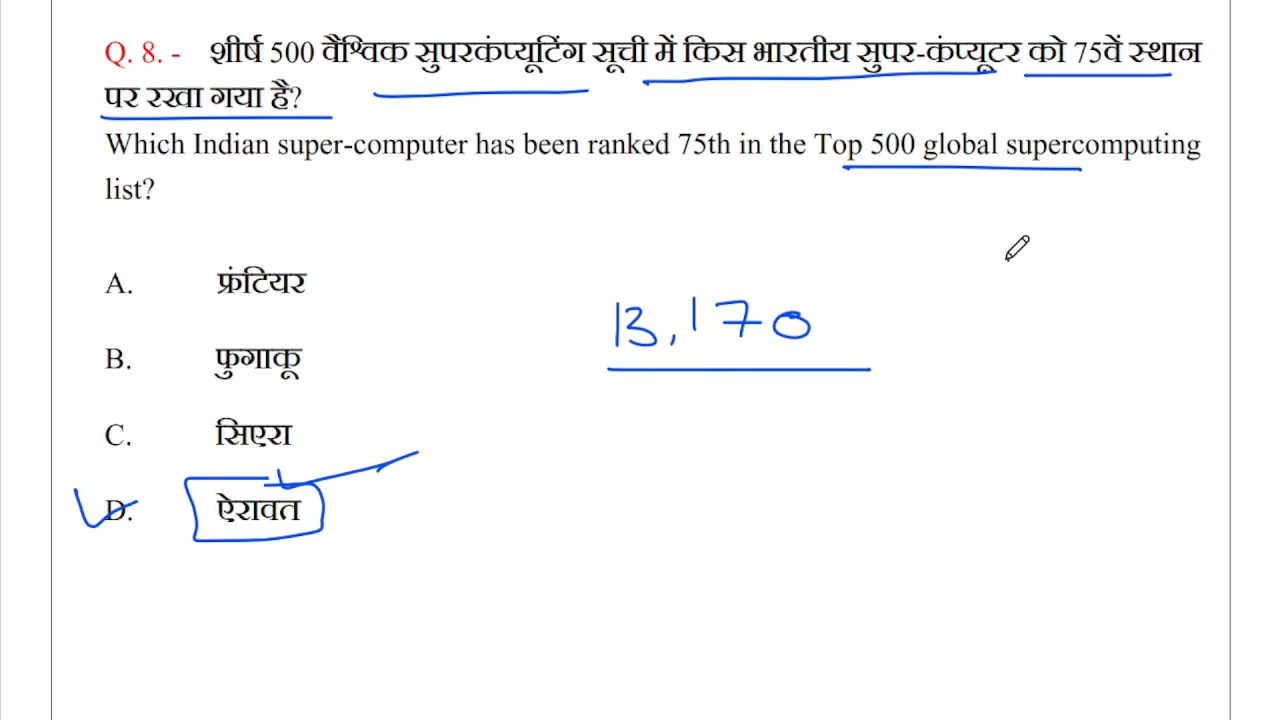 Q. 8. - शीर्ष 500 वैश्विक सुपरकंप्यूटिंग सूची में किस भारतीय सुपर-कंप्यूटर को 75वें स्थान
पर रखा गया है?
Which Indian super-computer has been ranked 75th in the Top 500 global supercomputing
list?
A. फ्रंटियर
13,170
B. फुगाकू
C. सिएरा
D. ऐरावत